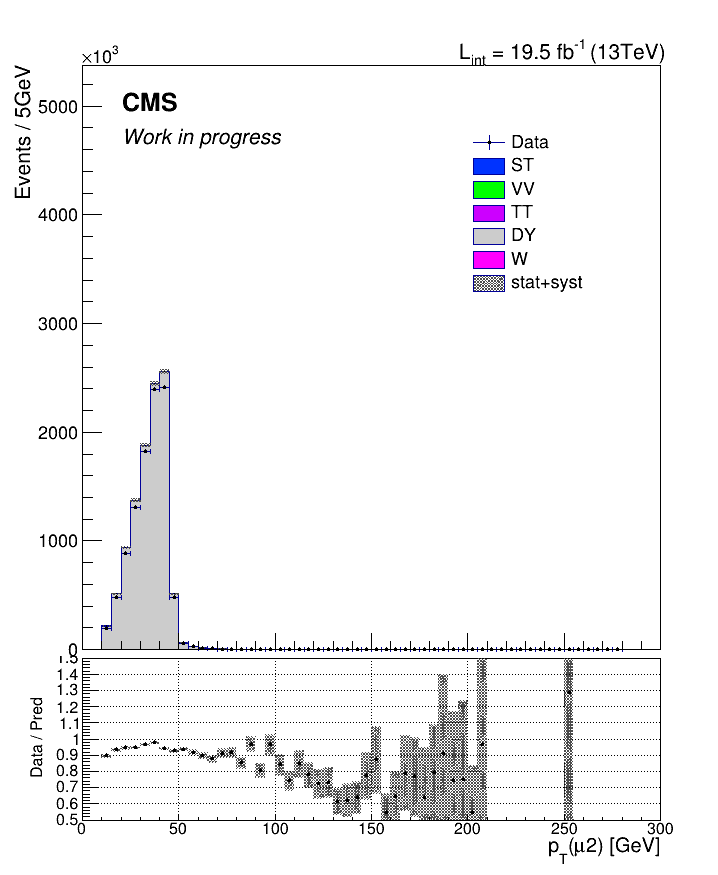 ×10³
L_int = 19.5 fb⁻¹ (13TeV)
Events / 5GeV
CMS
Work in progress
Data
ST
VV
TT
DY
W
stat+syst
5000
4000
3000
2000
1000
0
Data / Pred
1.5
1.4
1.3
1.2
1.1
1
0.9
0.8
0.7
0.6
0.5
0 50 100 150 200 250 300
p_T(μ2) [GeV]